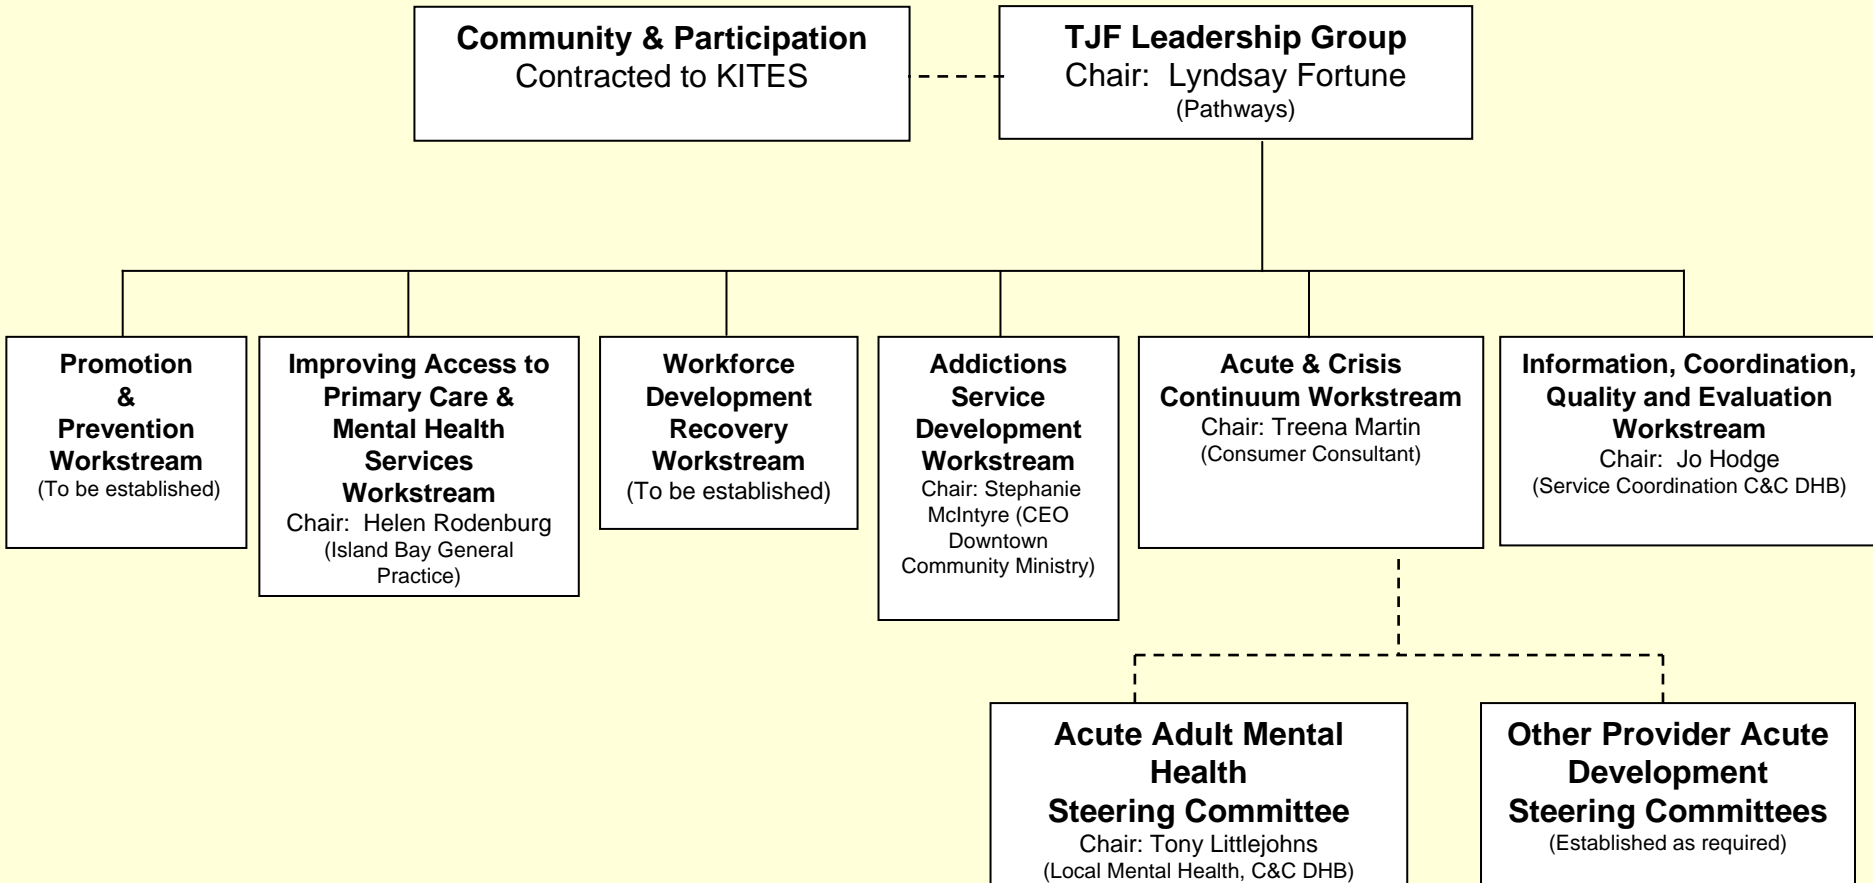 Community & Participation
Contracted to KITES
TJF Leadership Group
Chair: Lyndsay Fortune
(Pathways)
Promotion
&
Prevention
Workstream
(To be established)
Improving Access to
Primary Care &
Mental Health
Services
Workstream
Chair: Helen Rodenburg
(Island Bay General
Practice)
Workforce
Development
Recovery
Workstream
(To be established)
Addictions
Service
Development
Workstream
Chair: Stephanie
McIntyre (CEO
Downtown
Community Ministry)
Acute & Crisis
Continuum Workstream
Chair: Treena Martin
(Consumer Consultant)
Information, Coordination,
Quality and Evaluation
Workstream
Chair: Jo Hodge
(Service Coordination C&C DHB)
Acute Adult Mental
Health
Steering Committee
Chair: Tony Littlejohns
(Local Mental Health, C&C DHB)
Other Provider Acute
Development
Steering Committees
(Established as required)